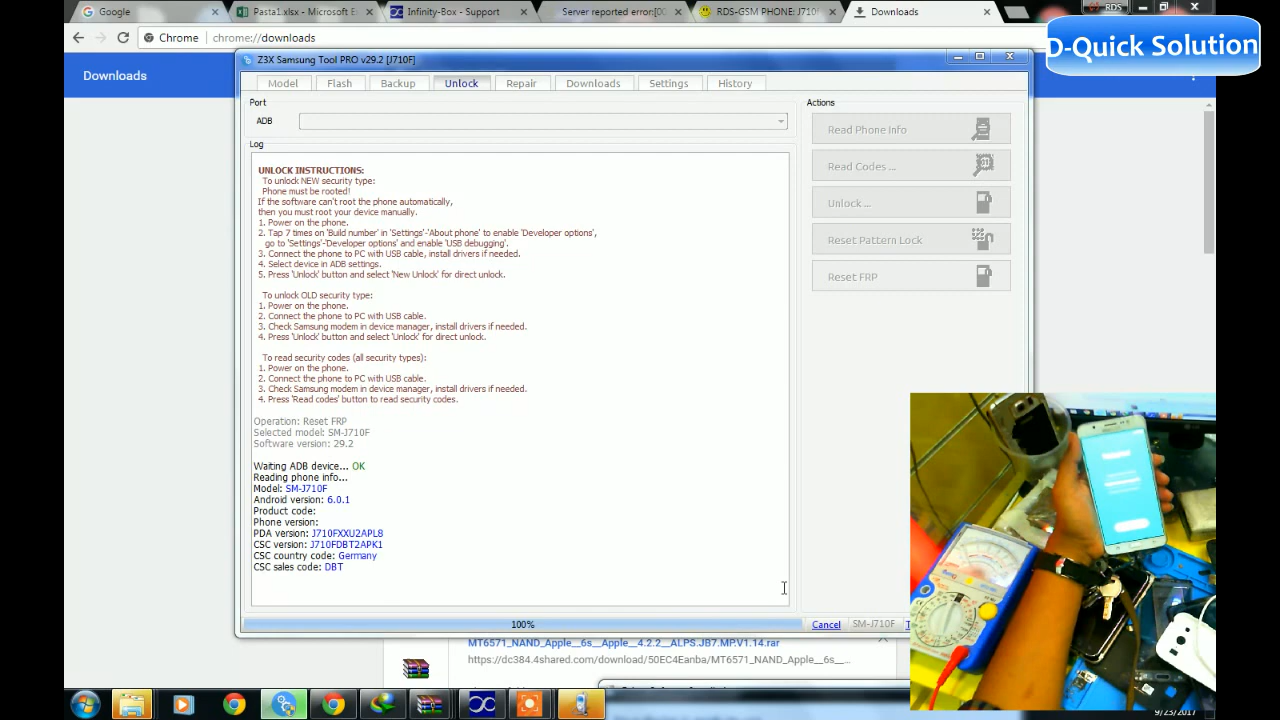 Google
Pasta1.xlsx - Microsoft E
Infinity-Box - Support
Server reported error:[00
RDS-GSM PHONE: J710F
Downloads
RDS
Chrome
chrome://downloads
D-Quick Solution
Downloads
Z3X Samsung Tool PRO v29.2 [J710F]
Model
Flash
Backup
Unlock
Repair
Downloads
Settings
History
Port
ADB
Actions
Read Phone Info
Read Codes ...
Unlock ...
Reset Pattern Lock
Reset FRP
Log
UNLOCK INSTRUCTIONS:
To unlock NEW security type:
Phone must be rooted!
If the software can't root the phone automatically,
then you must root your device manually.
1. Power on the phone.
2. Tap 7 times on 'Build number' in 'Settings'-'About phone' to enable 'Developer options',
go to 'Settings'-'Developer options' and enable 'USB debugging'.
3. Connect the phone to PC with USB cable, install drivers if needed.
4. Select device in ADB settings.
5. Press 'Unlock' button and select 'New Unlock' for direct unlock.
To unlock OLD security type:
1. Power on the phone.
2. Connect the phone to PC with USB cable.
3. Check Samsung modem in device manager, install drivers if needed.
4. Press 'Unlock' button and select 'Unlock' for direct unlock.
To read security codes (all security types):
1. Power on the phone.
2. Connect the phone to PC with USB cable.
3. Check Samsung modem in device manager, install drivers if needed.
4. Press 'Read codes' button to read security codes.
Operation: Reset FRP
Selected model: SM-J710F
Software version: 29.2
Waiting ADB device... OK
Reading phone info...
Model: SM-J710F
Android version: 6.0.1
Product code:
Phone version:
PDA version: J710FXXU2APL8
CSC version: J710FDBT2APK1
CSC country code: Germany
CSC sales code: DBT
100%
Cancel
SM-J710F
MT6571_NAND_Apple__6s__Apple__4.2.2__ALPS.JB7.MP.V1.14.rar
https://dc384.4shared.com/download/50EC4Eanba/MT6571_NAND_Apple__6s__...
9/23/2017